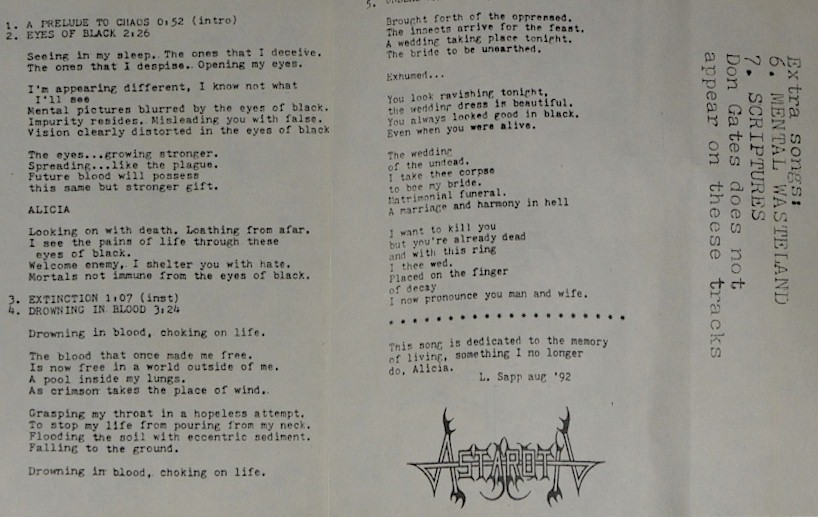 1. A PRELUDE TO CHAOS 0:52 (intro)
2. EYES OF BLACK 2:26
Seeing in my sleep. The ones that I deceive.
The ones that I despise. Opening my eyes.
I'm appearing different, I know not what
I'll see
Mental pictures blurred by the eyes of black.
Impurity resides. Misleading you with false.
Vision clearly distorted in the eyes of black
The eyes...growing stronger.
Spreading...like the plague.
Future blood will possess
this same but stronger gift.
ALICIA
Looking on with death. Loathing from afar.
I see the pains of life through these
eyes of black.
Welcome enemy, I shelter you with hate.
Mortals not immune from the eyes of black.
3. EXTINCTION 1:07 (inst)
4. DROWNING IN BLOOD 3:24
Drowning in blood, choking on life.
The blood that once made me free.
Is now free in a world outside of me.
A pool inside my lungs.
As crimson takes the place of wind.
Grasping my throat in a hopeless attempt.
To stop my life from pouring from my neck.
Flooding the soil with eccentric sediment.
Falling to the ground.
Drowning in blood, choking on life.
5.
Brought forth of the oppressed.
The insects arrive for the feast.
A wedding taking place tonight.
The bride to be unearthed.
Exhumed...
You look ravishing tonight,
the wedding dress is beautiful.
You always looked good in black.
Even when you were alive.
The wedding
of the undead.
I take thee corpse
to bee my bride.
Matrimonial funeral.
A marriage and harmony in hell
I want to kill you
but you're already dead
and with this ring
I thee wed.
Placed on the finger
of decay
I now pronounce you man and wife.
* * * * * * * * * * * * * * * * * * * * *
This song is dedicated to the memory
of living, something I no longer
do, Alicia.
L. Sapp aug '92
ASTAROTH
Extra songs:
6. MENTAL WASTELAND
7. SCRIPTURES
Don Gates does not
appear on theese tracks